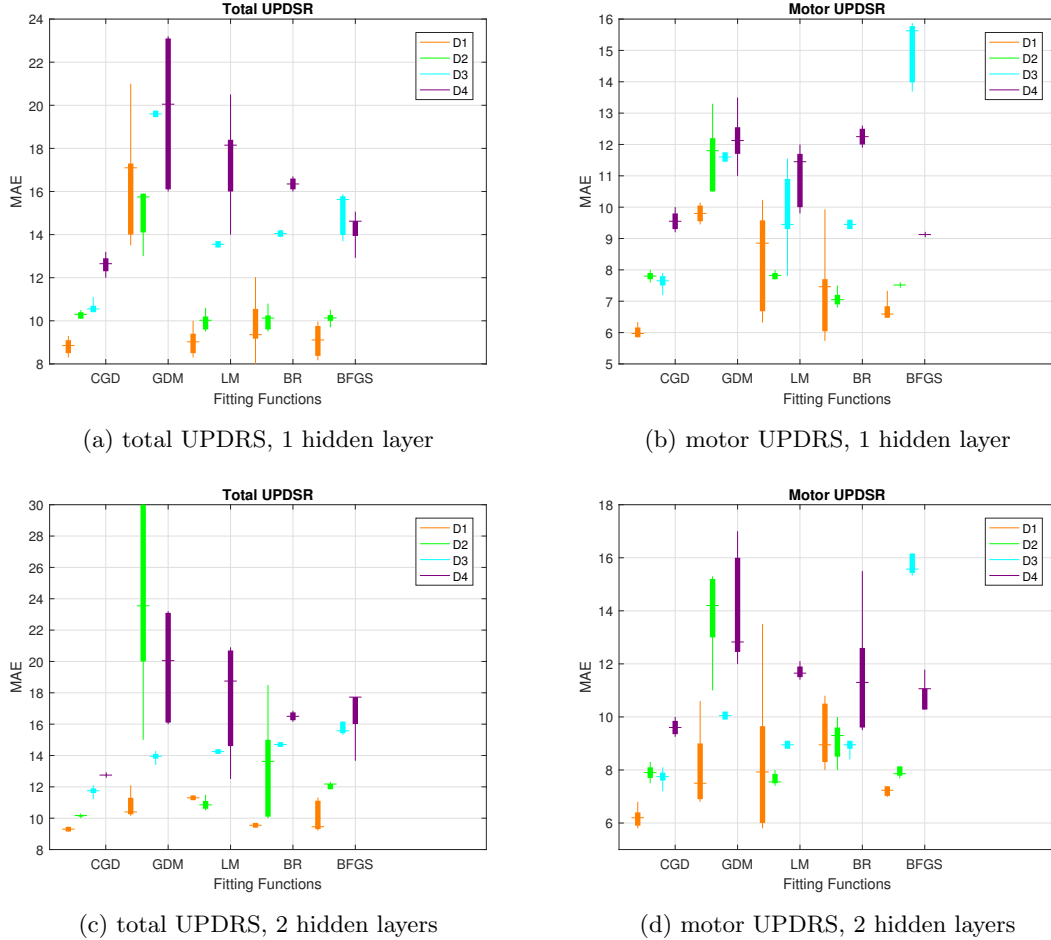 Total UPDSR
MAE
24
22
20
18
16
14
12
10
8
D1
D2
D3
D4
CGD GDM LM BR BFGS
Fitting Functions
(a) total UPDRS, 1 hidden layer
Motor UPDSR
MAE
16
15
14
13
12
11
10
9
8
7
6
5
D1
D2
D3
D4
CGD GDM LM BR BFGS
Fitting Functions
(b) motor UPDRS, 1 hidden layer
Total UPDSR
MAE
30
28
26
24
22
20
18
16
14
12
10
8
D1
D2
D3
D4
CGD GDM LM BR BFGS
Fitting Functions
(c) total UPDRS, 2 hidden layers
Motor UPDSR
MAE
18
16
14
12
10
8
6
D1
D2
D3
D4
CGD GDM LM BR BFGS
Fitting Functions
(d) motor UPDRS, 2 hidden layers